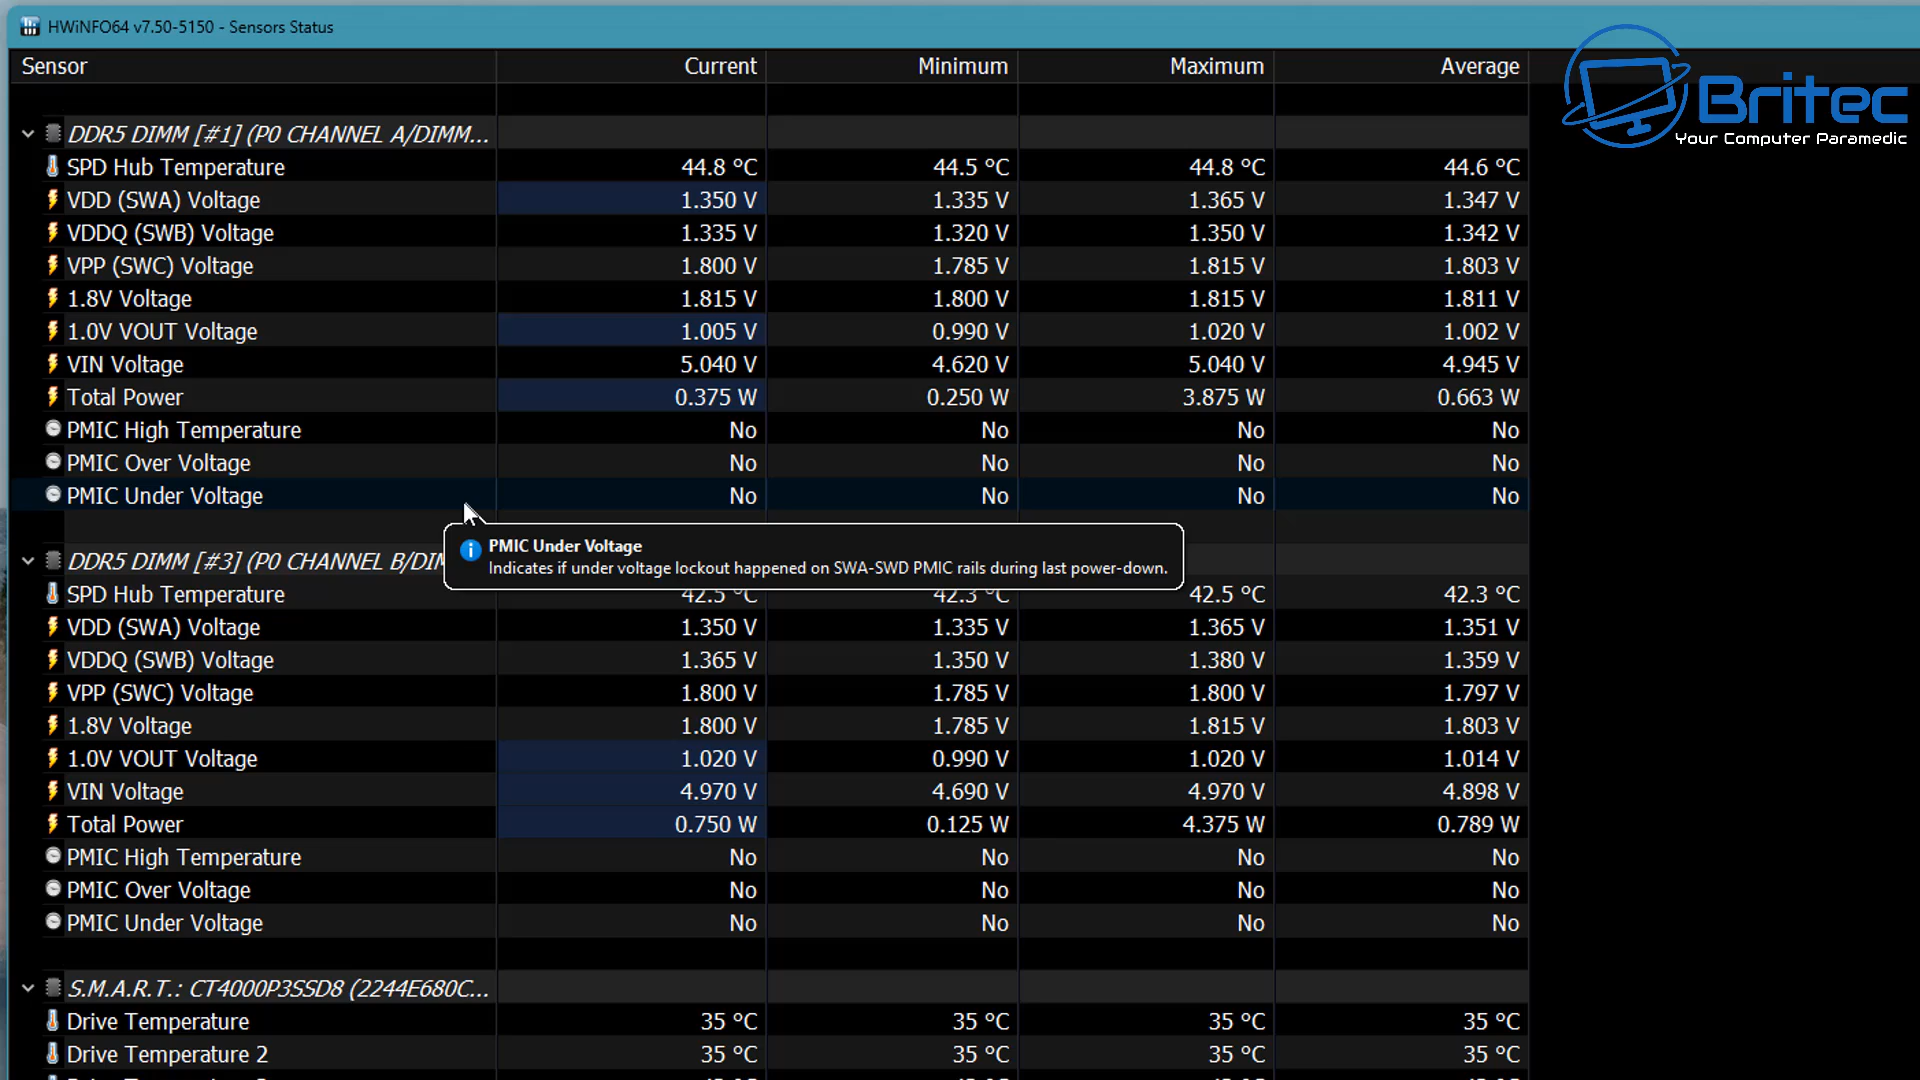 HWiNFO64 v7.50-5150 - Sensors Status
Sensor Current Minimum Maximum Average
Britec
Your Computer Paramedic
DDR5 DIMM [#1] (P0 CHANNEL A/DIMM...
SPD Hub Temperature 44.8 °C 44.5 °C 44.8 °C 44.6 °C
VDD (SWA) Voltage 1.350 V 1.335 V 1.365 V 1.347 V
VDDQ (SWB) Voltage 1.335 V 1.320 V 1.350 V 1.342 V
VPP (SWC) Voltage 1.800 V 1.785 V 1.815 V 1.803 V
1.8V Voltage 1.815 V 1.800 V 1.815 V 1.811 V
1.0V VOUT Voltage 1.005 V 0.990 V 1.020 V 1.002 V
VIN Voltage 5.040 V 4.620 V 5.040 V 4.945 V
Total Power 0.375 W 0.250 W 3.875 W 0.663 W
PMIC High Temperature No No No No
PMIC Over Voltage No No No No
PMIC Under Voltage No No No No
PMIC Under Voltage
Indicates if under voltage lockout happened on SWA-SWD PMIC rails during last power-down.
DDR5 DIMM [#3] (P0 CHANNEL B/DIM
SPD Hub Temperature 42.5 °C 42.3 °C 42.5 °C 42.3 °C
VDD (SWA) Voltage 1.350 V 1.335 V 1.365 V 1.351 V
VDDQ (SWB) Voltage 1.365 V 1.350 V 1.380 V 1.359 V
VPP (SWC) Voltage 1.800 V 1.785 V 1.800 V 1.797 V
1.8V Voltage 1.800 V 1.785 V 1.815 V 1.803 V
1.0V VOUT Voltage 1.020 V 0.990 V 1.020 V 1.014 V
VIN Voltage 4.970 V 4.690 V 4.970 V 4.898 V
Total Power 0.750 W 0.125 W 4.375 W 0.789 W
PMIC High Temperature No No No No
PMIC Over Voltage No No No No
PMIC Under Voltage No No No No
S.M.A.R.T.: CT4000P3SSD8 (2244E680C...
Drive Temperature 35 °C 35 °C 35 °C 35 °C
Drive Temperature 2 35 °C 35 °C 35 °C 35 °C